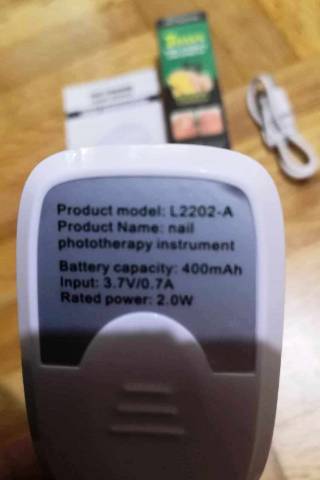 Product model: L2202-A
Product Name: nail
phototherapy instrument
Battery capacity: 400mAh
Input: 3.7V/0.7A
Rated power: 2.0W